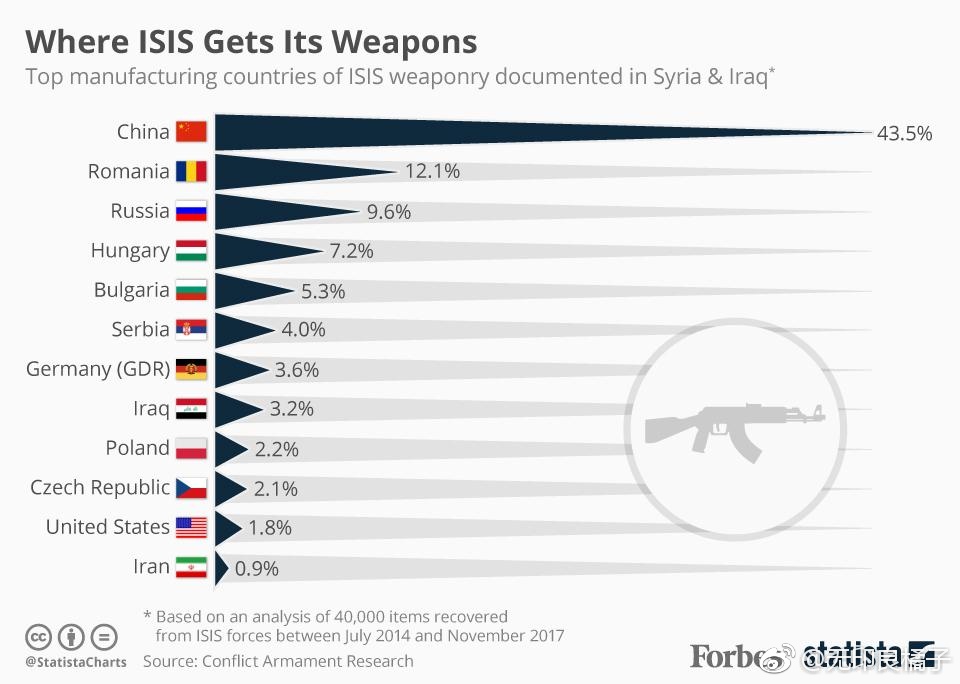 Where ISIS Gets Its Weapons
Top manufacturing countries of ISIS weaponry documented in Syria & Iraq*
China 43.5%
Romania 12.1%
Russia 9.6%
Hungary 7.2%
Bulgaria 5.3%
Serbia 4.0%
Germany (GDR) 3.6%
Iraq 3.2%
Poland 2.2%
Czech Republic 2.1%
United States 1.8%
Iran 0.9%
* Based on an analysis of 40,000 items recovered
from ISIS forces between July 2014 and November 2017
cc
@StatistaCharts
Source: Conflict Armament Research
Forbes
statista